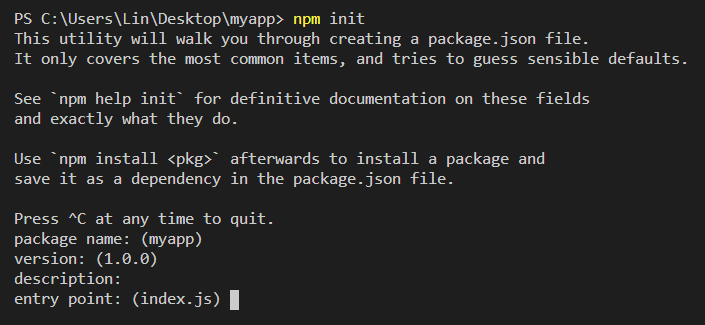 PS C:\Users\Lin\Desktop\myapp> npm init
This utility will walk you through creating a package.json file.
It only covers the most common items, and tries to guess sensible defaults.
See `npm help init` for definitive documentation on these fields
and exactly what they do.
Use `npm install <pkg>` afterwards to install a package and
save it as a dependency in the package.json file.
Press ^C at any time to quit.
package name: (myapp)
version: (1.0.0)
description:
entry point: (index.js)